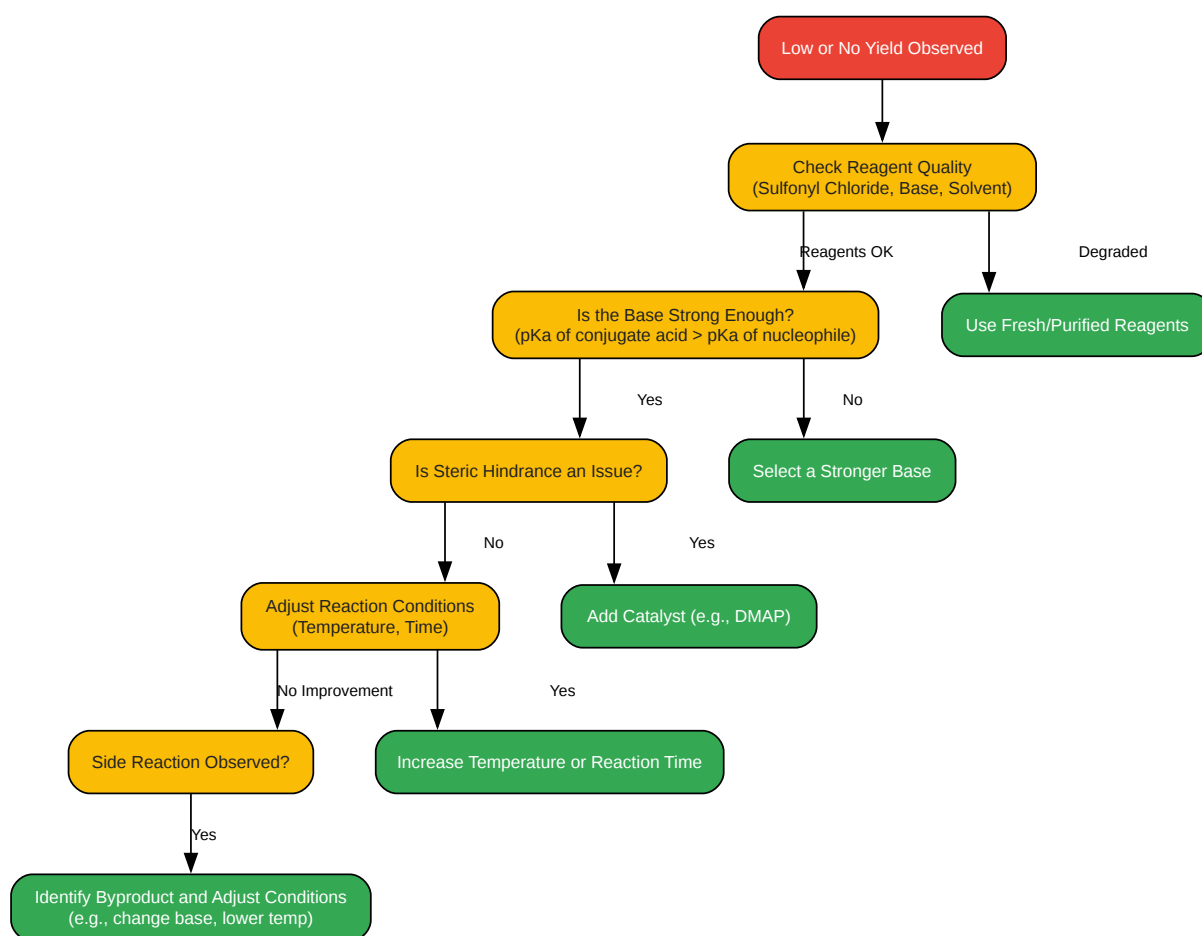 Low or No Yield Observed
Check Reagent Quality
(Sulfonyl Chloride, Base, Solvent)
Reagents OK
Degraded
Is the Base Strong Enough?
(pKa of conjugate acid > pKa of nucleophile)
Use Fresh/Purified Reagents
Yes
No
Is Steric Hindrance an Issue?
Select a Stronger Base
No
Yes
Adjust Reaction Conditions
(Temperature, Time)
Add Catalyst (e.g., DMAP)
No Improvement
Yes
Side Reaction Observed?
Increase Temperature or Reaction Time
Yes
Identify Byproduct and Adjust Conditions
(e.g., change base, lower temp)